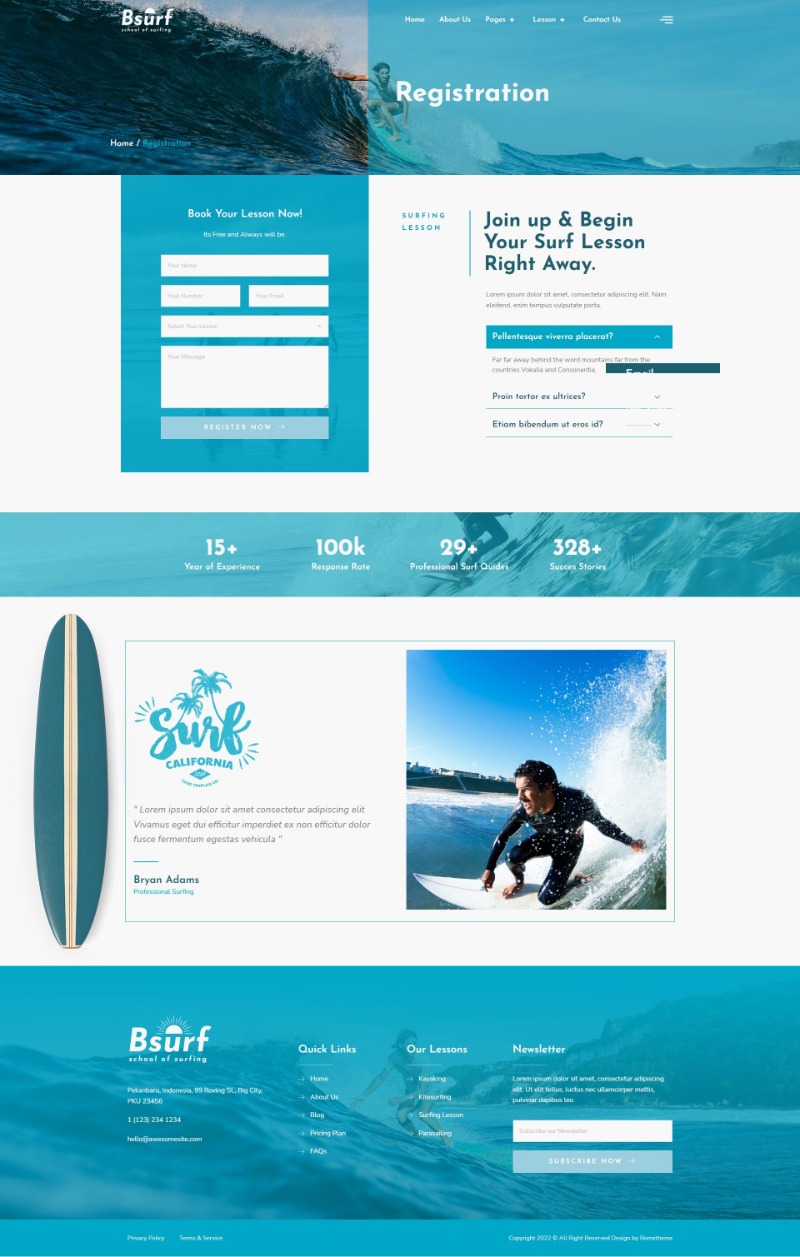 Bsurf
school of surfing
Home About Us Pages + Lesson + Contact Us
Registration
Home / Registration
Book Your Lesson Now!
Its Free and Always will be.
Your Name
Your Number
Your Email
Select Your Lesson
Your Message
REGISTER NOW
SURFING
LESSON
Join up & Begin
Your Surf Lesson
Right Away.
Lorem ipsum dolor sit amet, consectetur adipiscing elit. Nam
eleifend, enim tempus vulputate porta.
Pellentesque viverra placerat?
Far far away behind the word mountains far from the
countries Vokalia and Consonantia,
Email
Proin tortor ex ultrices?
Etiam bibendum ut eros id?
15+
Year of Experience
100k
Response Rate
29+
Professional Surf Quides
328+
Succes Stories
Surf
CALIFORNIA
" Lorem ipsum dolor sit amet consectetur adipiscing elit
Vivamus eget dui efficitur imperdiet ex non efficitur dolor
fusce fermentum egestas vehicula "
Bryan Adams
Professional Surfing
Bsurf
school of surfing
Pekanbaru, Indonesia, 99 Roving St., Big City,
PKU 23456
1 (123) 234 1234
hello@awesomesite.com
Quick Links
Home
About Us
Blog
Pricing Plan
FAQs
Our Lessons
Kayaking
Kitesurfing
Surfing Lesson
Parasailing
Newsletter
Lorem ipsum dolor sit amet, consectetur adipiscing
elit. Ut elit tellus, luctus nec ullamcorper mattis,
pulvinar dapibus leo.
Subscribe our Newsletter
SUBSCRIBE NOW
Privacy Policy Terms & Service
Copyright 2022 © All Right Reserved Design by Rometheme